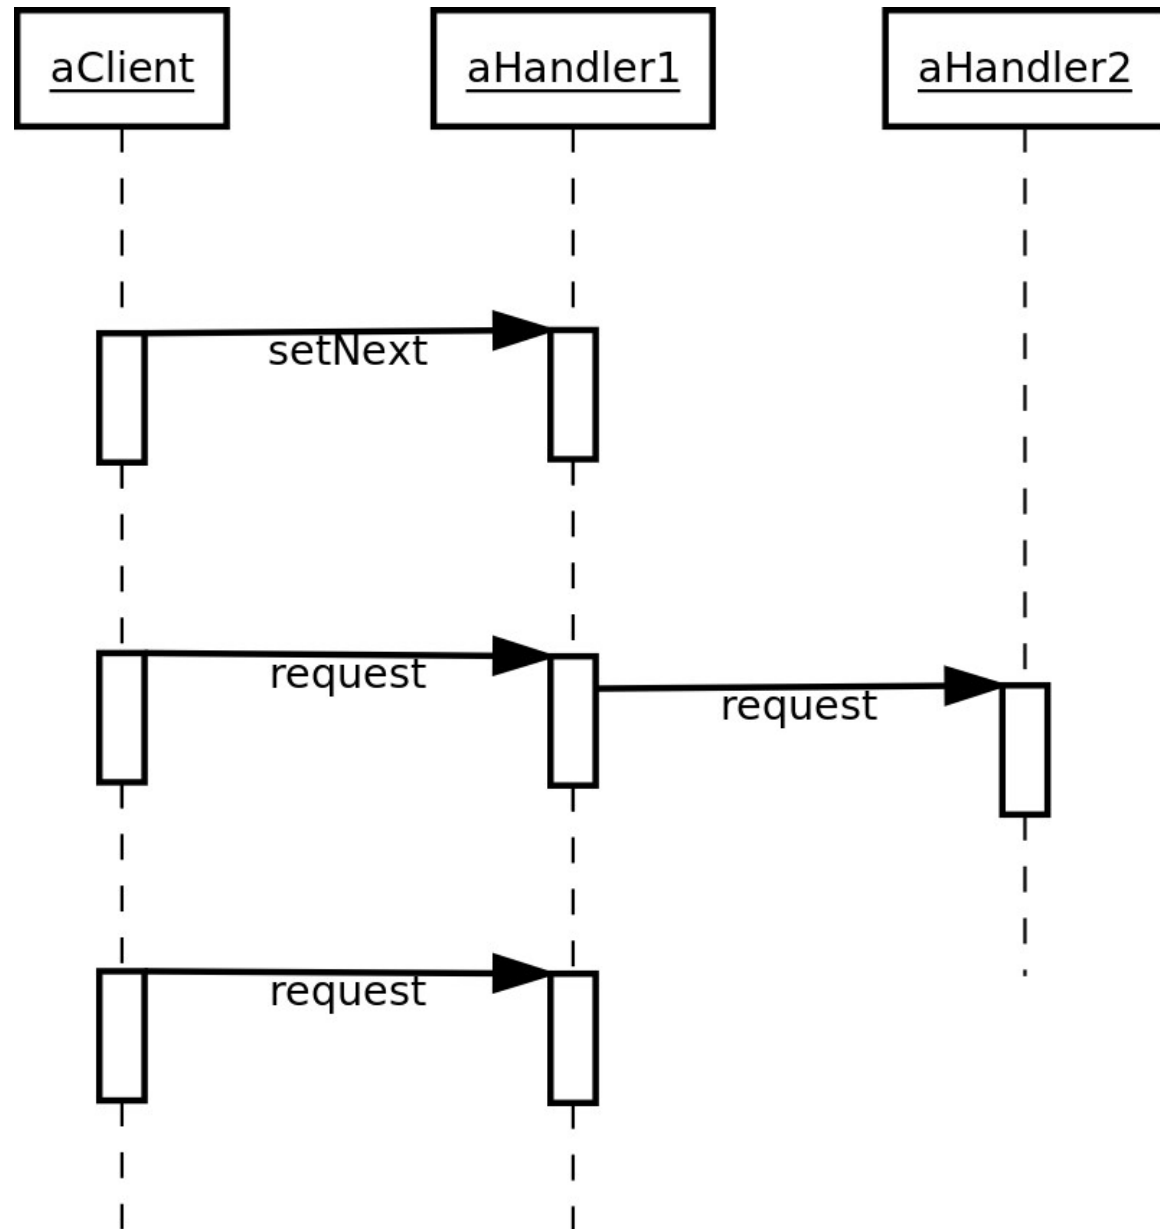 aClient
aHandler1
aHandler2
setNext
request
request
request